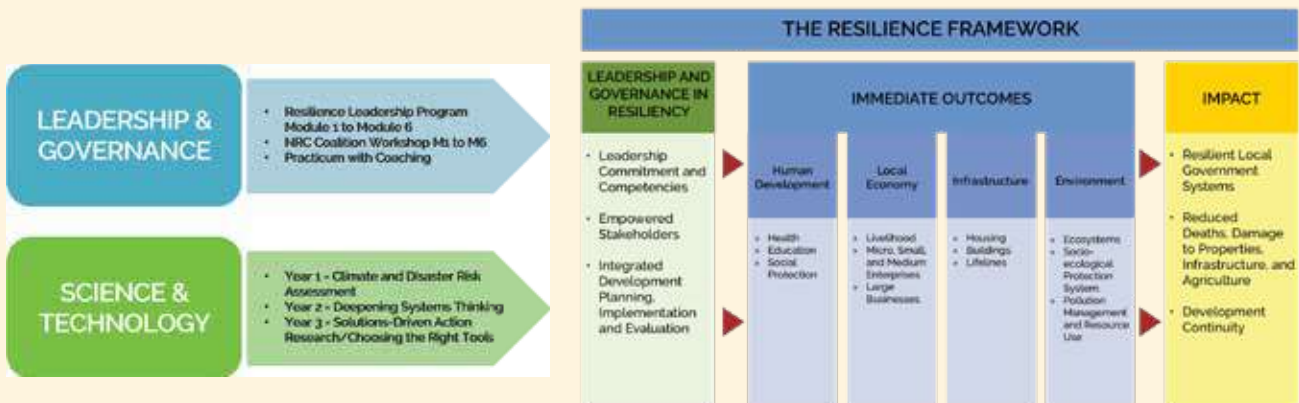 LEADERSHIP &
GOVERNANCE
• Resilience Leadership Program
Module 1 to Module 6
• NRC Coalition Workshop M1 to M6
• Practicum with Coaching
SCIENCE &
TECHNOLOGY
• Year 1 - Climate and Disaster Risk
Assessment
• Year 2 - Deepening Systems Thinking
• Year 3 - Solutions-Driven Action
Research/Choosing the Right Tools
THE RESILIENCE FRAMEWORK
LEADERSHIP AND
GOVERNANCE IN
RESILIENCY
• Leadership
Commitment and
Competencies
• Empowered
Stakeholders
• Integrated
Development
Planning,
Implementation
and Evaluation
IMMEDIATE OUTCOMES
Human
Development
• Health
• Education
• Social
Protection
Local
Economy
• Livelihood
• Micro, Small,
and Medium
Enterprises
• Large
Businesses
Infrastructure
• Housing
• Buildings
• Lifelines
Environment
• Ecosystems
• Socio-
ecological
Protection
System
• Pollution
Management
and Resource
Use
IMPACT
• Resilient Local
Government
Systems
• Reduced
Deaths, Damage
to Properties,
Infrastructure, and
Agriculture
• Development
Continuity